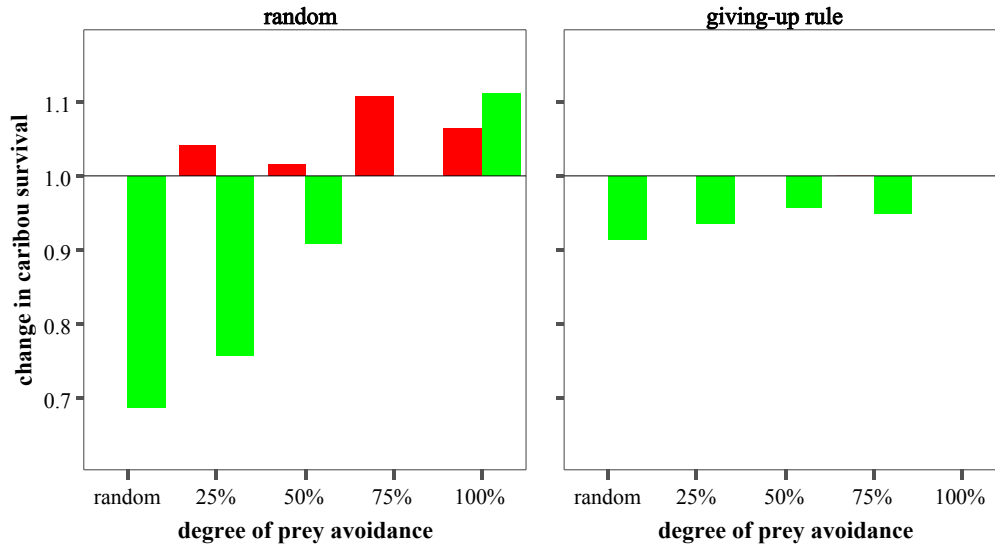 random
giving-up rule
change in caribou survival
1.1
1.0
0.9
0.8
0.7
random 25% 50% 75% 100%
random 25% 50% 75% 100%
degree of prey avoidance
degree of prey avoidance